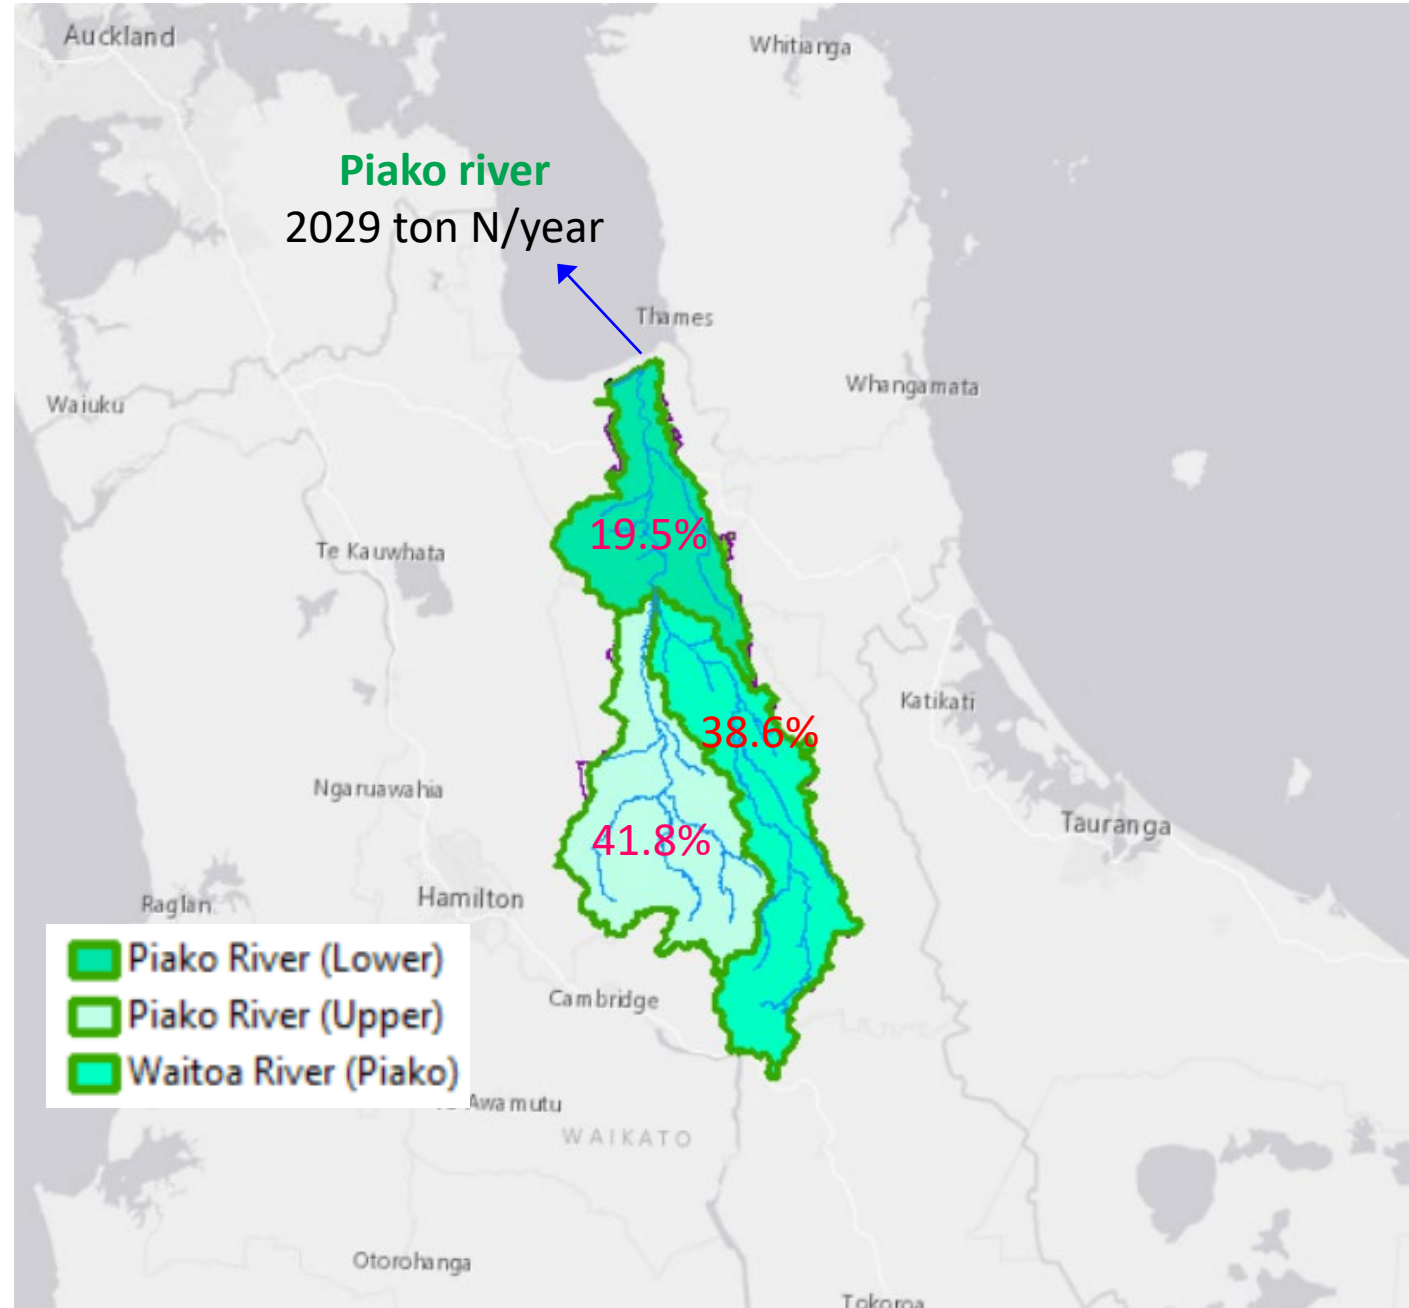 Auckland
Whitianga
Piako river
2029 ton N/year
Thames
Whangamata
Waiuku
19.5%
Te Kauwhata
Katikati
38.6%
Ngaruawahia
Tauranga
41.8%
Hamilton
Raglan
Piako River (Lower)
Piako River (Upper)
Waitoa River (Piako)
Cambridge
Awamutu
WAIKATO
Otorohanga
Tokoroa